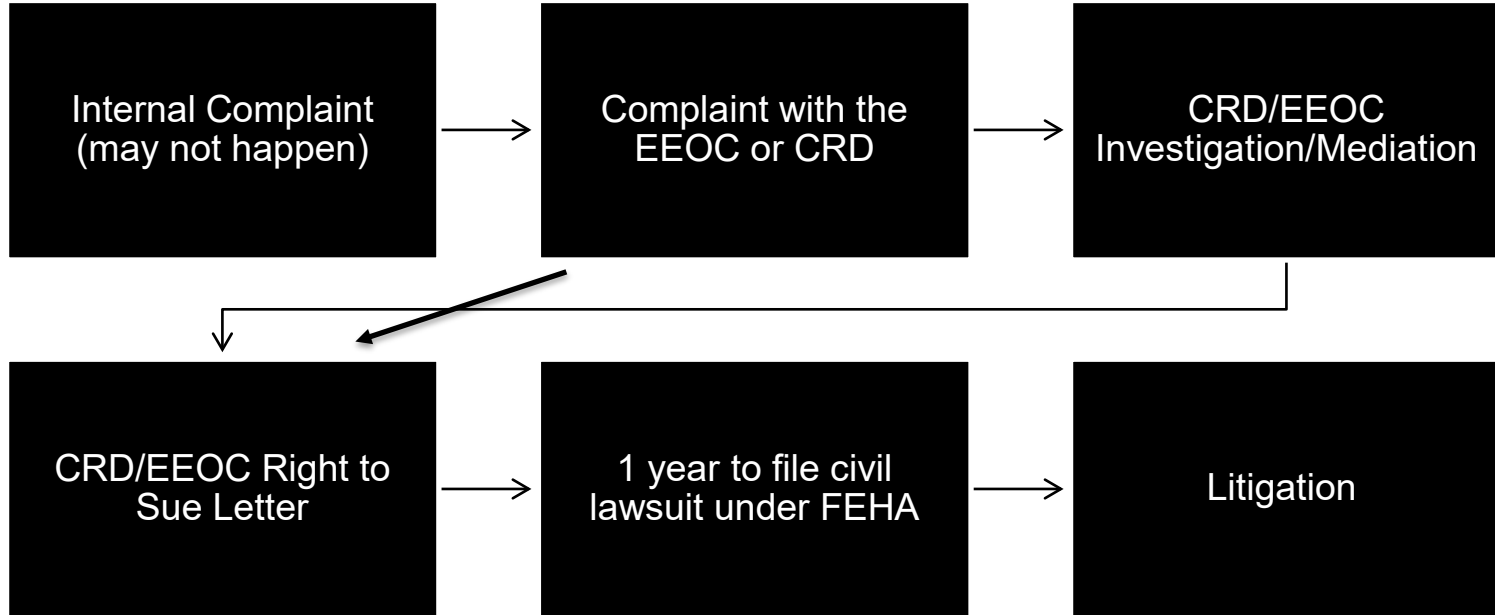 Internal Complaint
(may not happen)
Complaint with the
EEOC or CRD
CRD/EEOC
Investigation/Mediation
CRD/EEOC Right to
Sue Letter
1 year to file civil
lawsuit under FEHA
Litigation